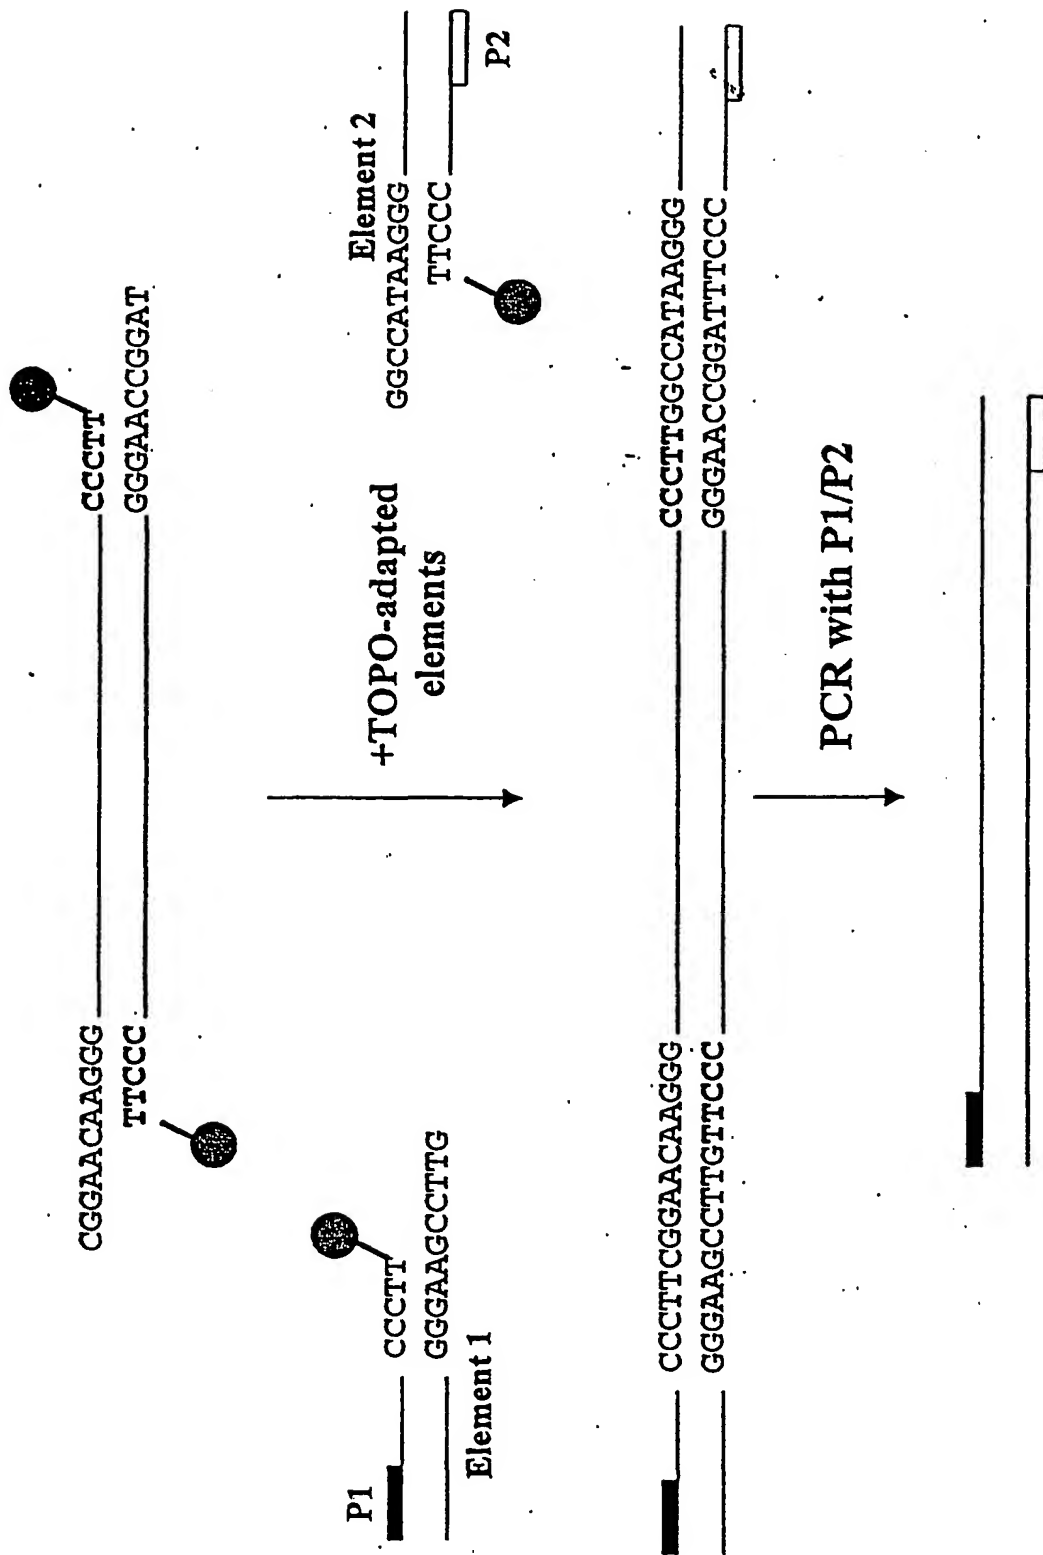 CGGAACAAGGG
CCCTT
TTCCC
GGGAACCGGAT
P1
CCCTT
GGGAAGCCTTG
Element 1
+TOPO-adapted
elements
Element 2
GGCCATAAGGG
TTCCC
P2
CCCTTCGGAACAAGGG
CCCTTGGCCATAAGGG
GGGAAGCCTTGTTCCC
GGGAACCGGATTTCCC
PCR with P1/P2